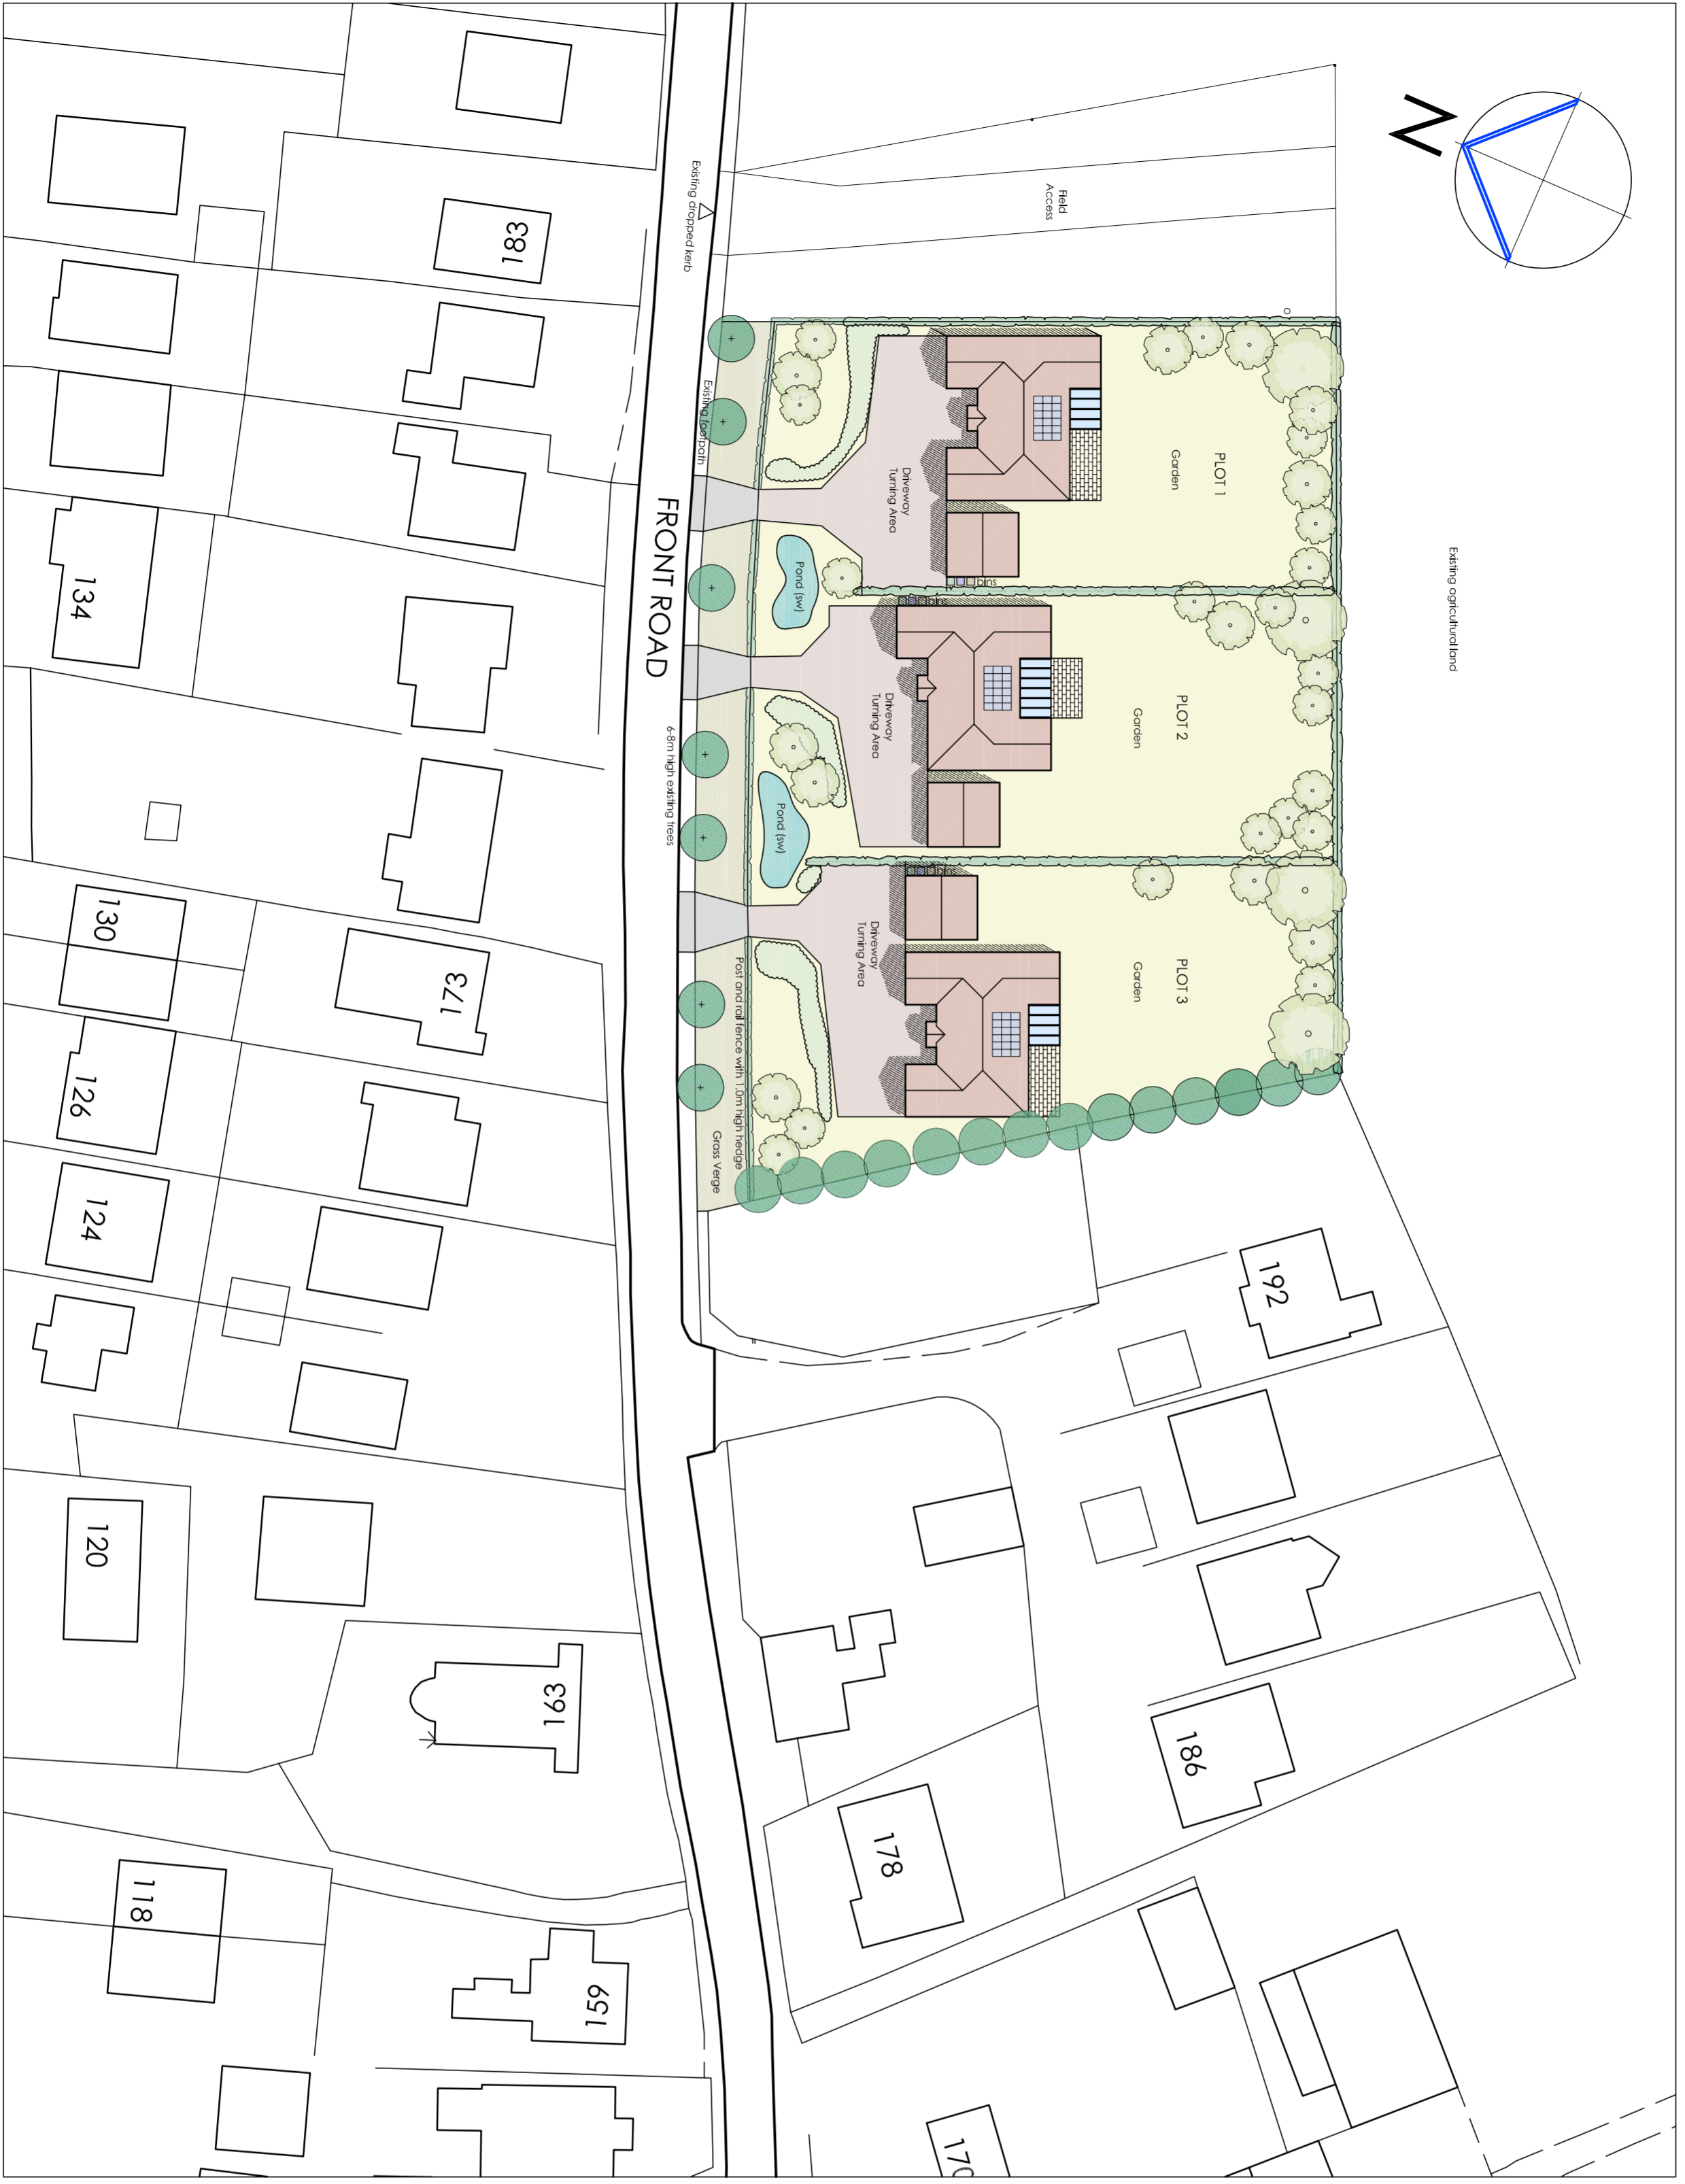 N
Existing agricultural land
Field
Access
Existing dropped kerb
PLOT 1
Garden
PLOT 2
Garden
PLOT 3
Garden
Driveway
Turning Area
Driveway
Turning Area
Driveway
Turning Area
bins
bins
bins
Pond (sw)
Pond (sw)
Existing footpath
6-8m high existing trees
Post and rail fence with 1.0m high hedge
Grass Verge
FRONT ROAD
183
134
130
173
126
124
120
163
118
159
192
186
178
170